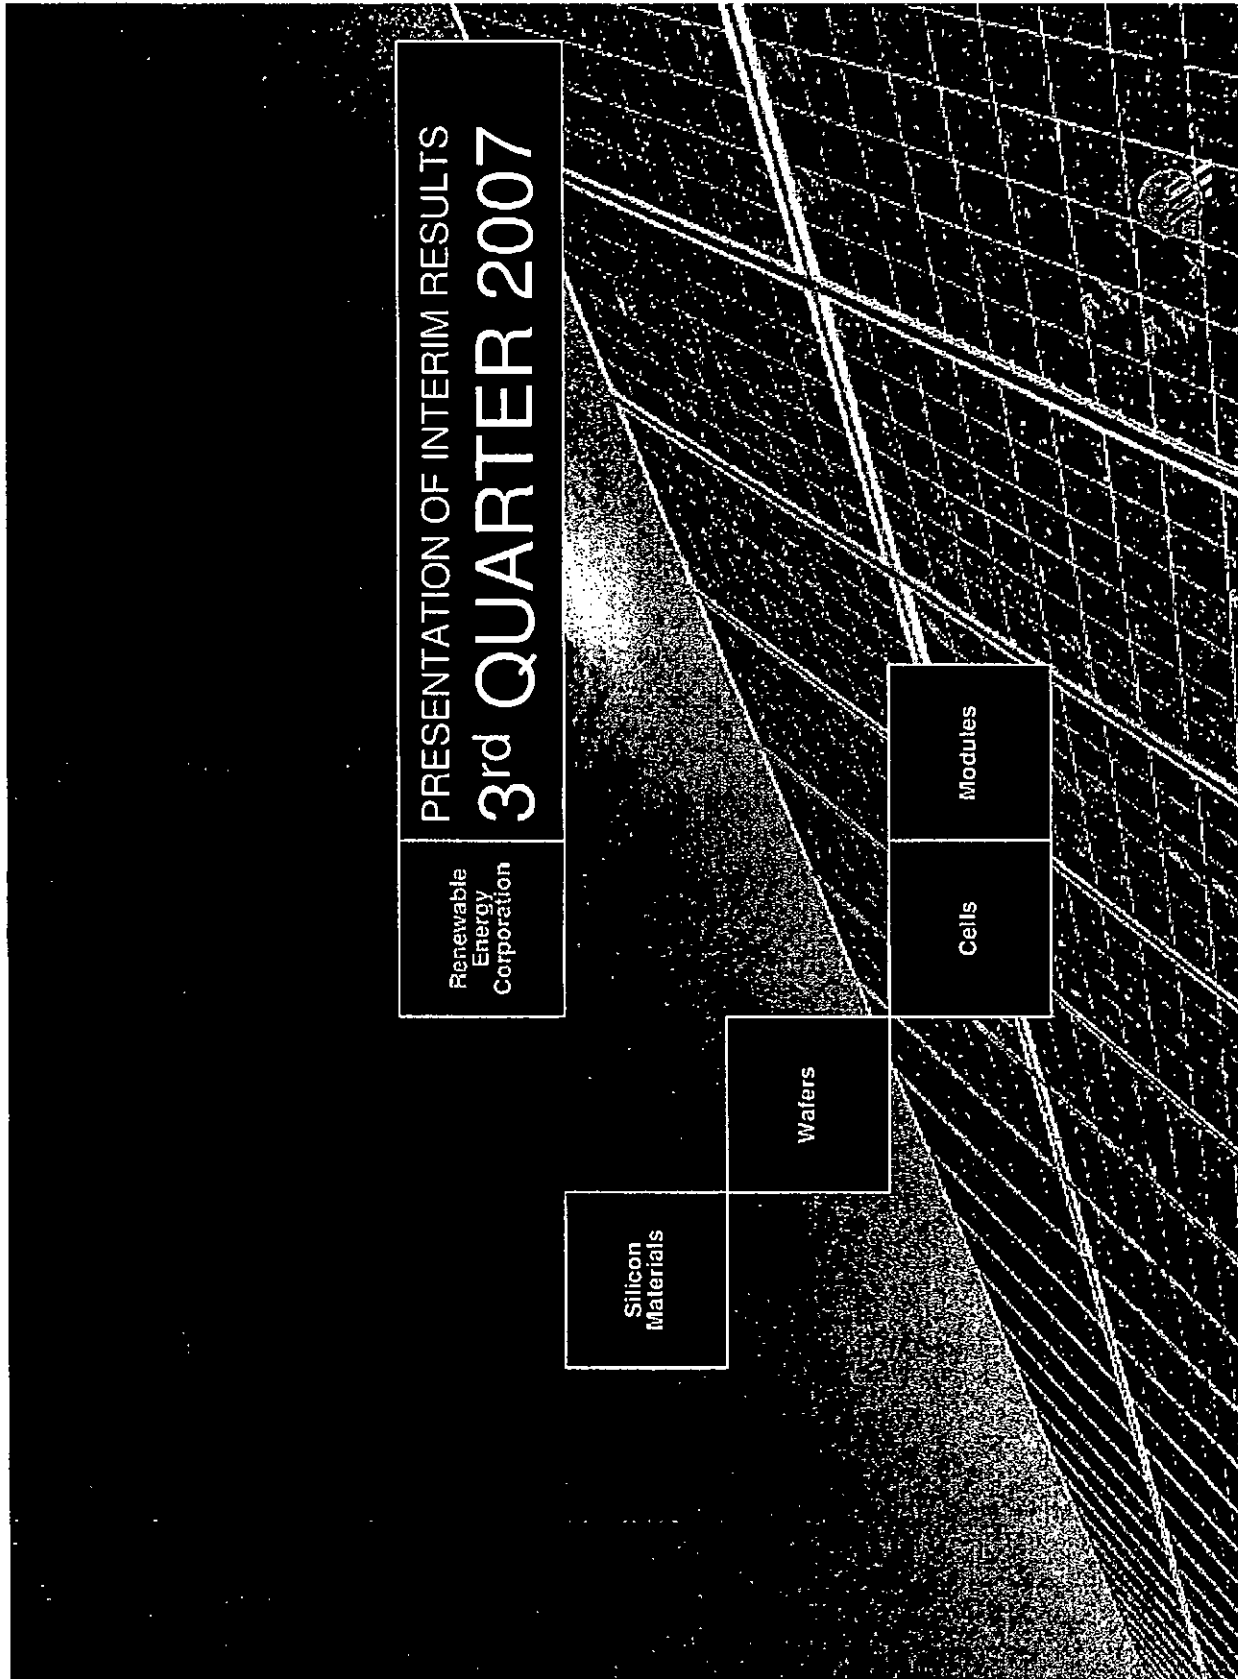 Renewable
Energy
Corporation
PRESENTATION OF INTERIM RESULTS
3rd QUARTER 2007
Silicon
Materials
Wafers
Cells
Modules